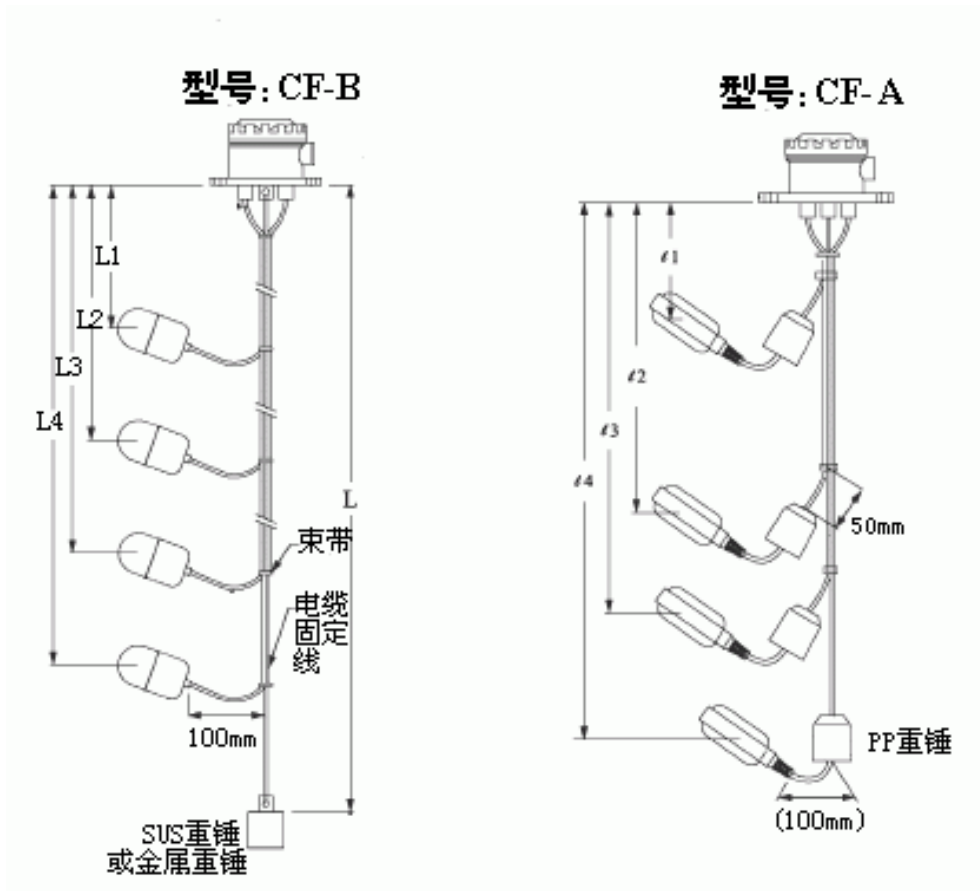 型号: CF-B
L1
L2
L3
L4
L
束带
电缆
固定
线
100mm
SUS重锤
或金属重锤
型号: CF-A
ℓ1
ℓ2
ℓ3
ℓ4
50mm
PP重锤
(100mm)